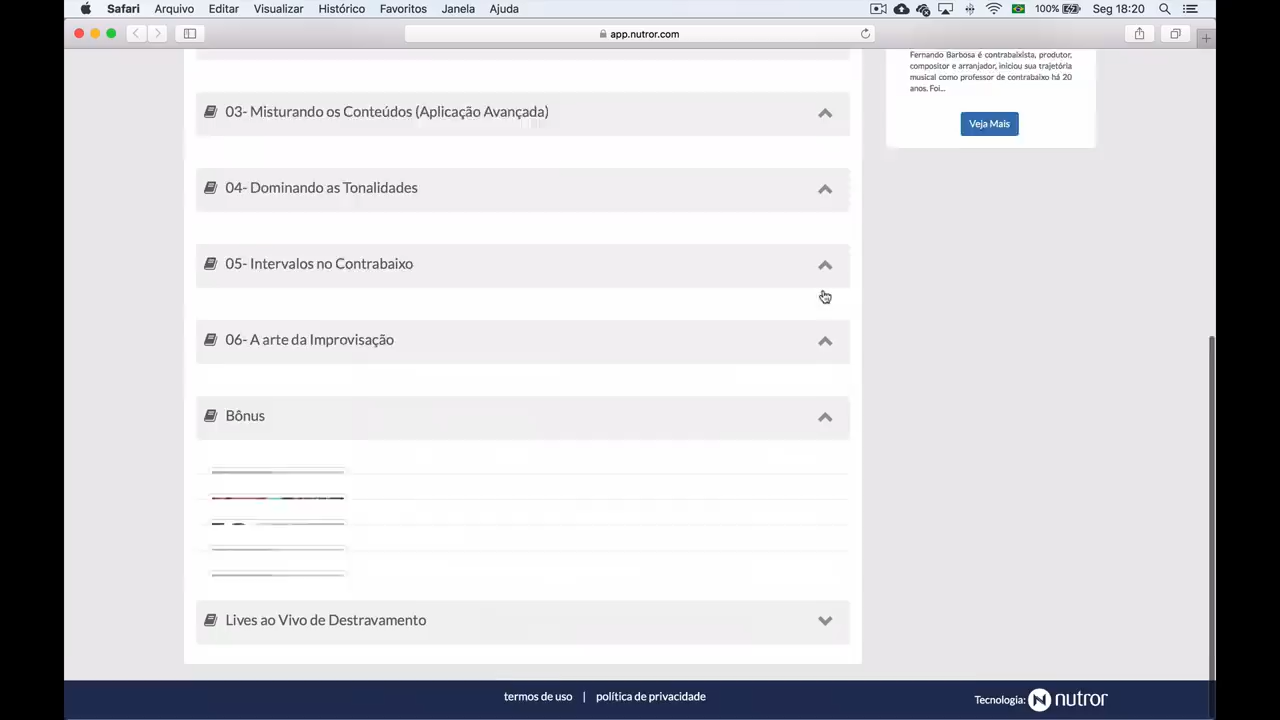 Safari Arquivo Editar Visualizar Histórico Favoritos Janela Ajuda 100% Seg 18:20
app.nutror.com
Fernando Barbosa é contrabaixista, produtor,
compositor e arranjador, iniciou sua trajetória
musical como professor de contrabaixo há 20
anos. Foi...
Veja Mais
03- Misturando os Conteúdos (Aplicação Avançada)
04- Dominando as Tonalidades
05- Intervalos no Contrabaixo
06- A arte da Improvisação
Bônus
Lives ao Vivo de Destravamento
termos de uso | política de privacidade
Tecnologia: N nutror